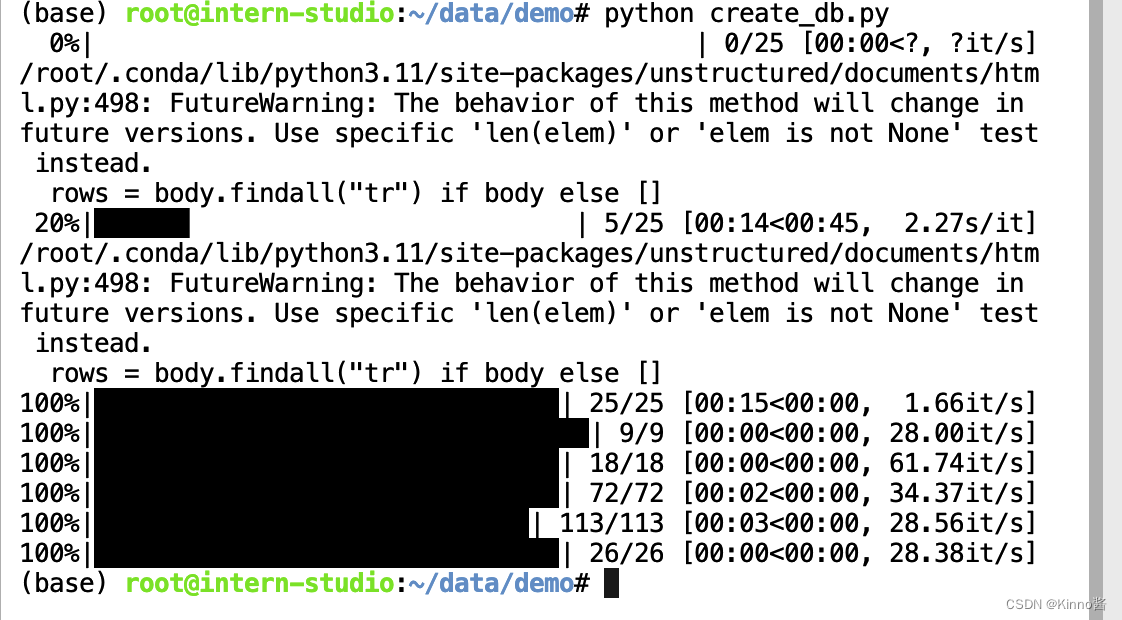 (base) root@intern-studio:~/data/demo# python create_db.py
0%| | 0/25 [00:00<?, ?it/s]
/root/.conda/lib/python3.11/site-packages/unstructured/documents/htm
l.py:498: FutureWarning: The behavior of this method will change in
future versions. Use specific 'len(elem)' or 'elem is not None' test
instead.
rows = body.findall("tr") if body else []
20%|██████ | 5/25 [00:14<00:45, 2.27s/it]
/root/.conda/lib/python3.11/site-packages/unstructured/documents/htm
l.py:498: FutureWarning: The behavior of this method will change in
future versions. Use specific 'len(elem)' or 'elem is not None' test
instead.
rows = body.findall("tr") if body else []
100%|███████████████████████████████| 25/25 [00:15<00:00, 1.66it/s]
100%|█████████████████████████████████| 9/9 [00:00<00:00, 28.00it/s]
100%|███████████████████████████████| 18/18 [00:00<00:00, 61.74it/s]
100%|███████████████████████████████| 72/72 [00:02<00:00, 34.37it/s]
100%|█████████████████████████████| 113/113 [00:03<00:00, 28.56it/s]
100%|███████████████████████████████| 26/26 [00:00<00:00, 28.38it/s]
(base) root@intern-studio:~/data/demo#
CSDN @Kinno酱